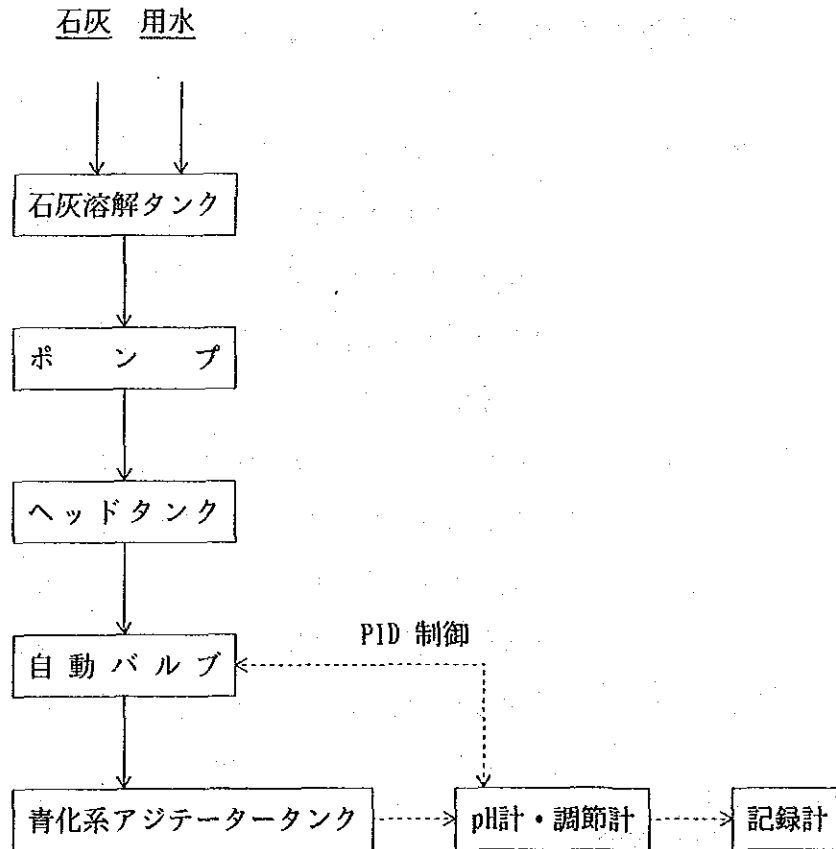 石灰 用水
石灰溶解タンク
ポンプ
ヘッドタンク
PID 制御
自動バルブ
青化系アジテータータンク
pH計・調節計
記録計